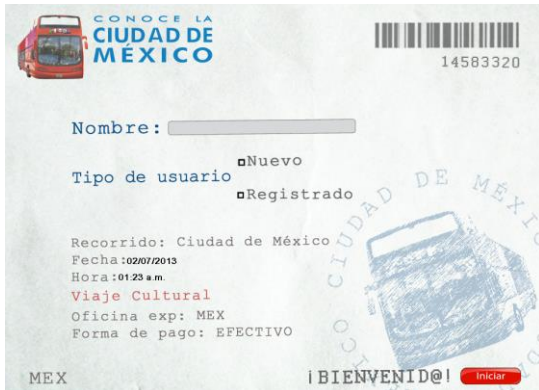 CONOCE LA
CIUDAD DE
MÉXICO
14583320
Nombre:
Tipo de usuario
Nuevo
Registrado
Recorrido: Ciudad de México
Fecha:02/07/2013
Hora:01:23 a.m.
Viaje Cultural
Oficina exp: MEX
Forma de pago: EFECTIVO
CIUDAD DE MÉXICO
MEX
¡BIENVENID@!
Iniciar